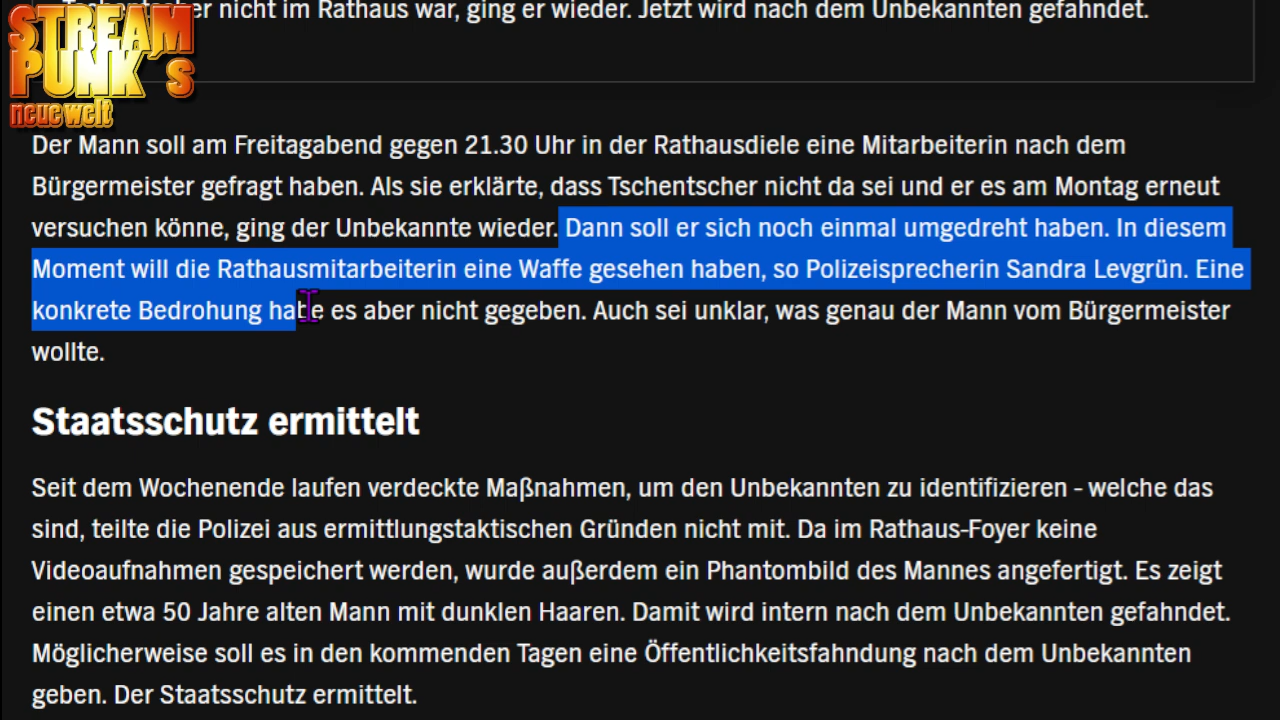 nicht im Rathaus war, ging er wieder. Jetzt wird nach dem Unbekannten gefahndet.
STREAM
PUNK´s
neue welt
Der Mann soll am Freitagabend gegen 21.30 Uhr in der Rathausdiele eine Mitarbeiterin nach dem
Bürgermeister gefragt haben. Als sie erklärte, dass Tschentscher nicht da sei und er es am Montag erneut
versuchen könne, ging der Unbekannte wieder. Dann soll er sich noch einmal umgedreht haben. In diesem
Moment will die Rathausmitarbeiterin eine Waffe gesehen haben, so Polizeisprecherin Sandra Levgrün. Eine
konkrete Bedrohung habe es aber nicht gegeben. Auch sei unklar, was genau der Mann vom Bürgermeister
wollte.
Staatsschutz ermittelt
Seit dem Wochenende laufen verdeckte Maßnahmen, um den Unbekannten zu identifizieren - welche das
sind, teilte die Polizei aus ermittlungstaktischen Gründen nicht mit. Da im Rathaus-Foyer keine
Videoaufnahmen gespeichert werden, wurde außerdem ein Phantombild des Mannes angefertigt. Es zeigt
einen etwa 50 Jahre alten Mann mit dunklen Haaren. Damit wird intern nach dem Unbekannten gefahndet.
Möglicherweise soll es in den kommenden Tagen eine Öffentlichkeitsfahndung nach dem Unbekannten
geben. Der Staatsschutz ermittelt.